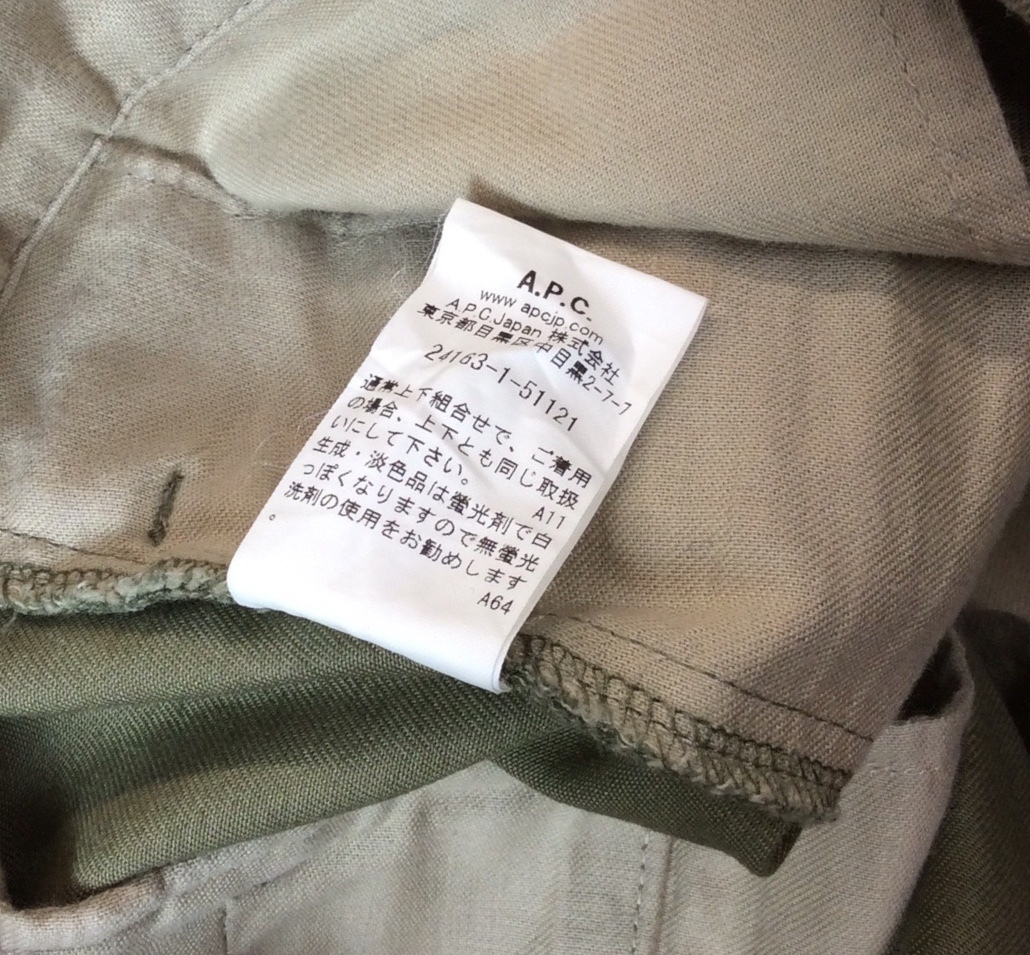 A.P.C.
www.apcjp.com
A.P.C.Japan 株式会社
東京都目黒区中目黒2-7-7
24163-1-51121
通常上下組合せで、ご着用
の場合、上下とも同じ取扱
いにして下さい。
A11
生成・淡色品は蛍光剤で白
っぽくなりますので無蛍光
洗剤の使用をお勧めします
。
A64